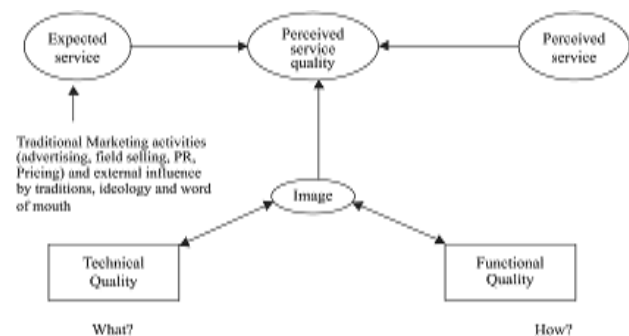 Expected
service
Perceived
service
quality
Perceived
service
Traditional Marketing activities
(advertising, field selling, PR,
Pricing) and external influence
by traditions, ideology and word
of mouth
Image
Technical
Quality
Functional
Quality
What?
How?